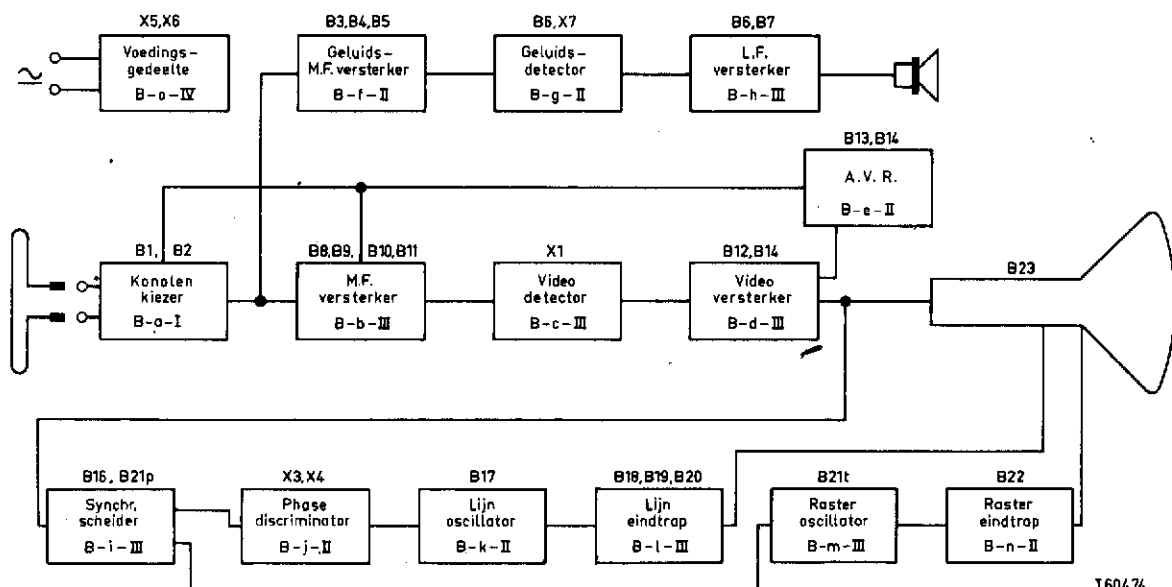 X5,X6
Voedings-
gedeelte
B-a-IV
B3,B4,B5
Geluids-
M.F. versterker
B-f-II
B6,X7
Geluids-
detector
B-g-II
B6,B7
L.F.
versterker
B-h-III
B13,B14
A.V.R.
B-e-II
B1, B2
Kanalen
kiezer
B-a-I
B8,B9, B10,B11
M.F.
versterker
B-b-III
X1
Video
detector
B-c-III
B12,B14
Video
versterker
B-d-III
B23
B16, B21p
Synchr.
scheider
B-i-III
X3,X4
Phase
discriminator
B-j-II
B17
Lijn
oscillator
B-k-II
B18,B19,B20
Lijn
eindtrap
B-l-III
B21t
Raster
oscillator
B-m-III
B22
Raster
eindtrap
B-n-II
T60474